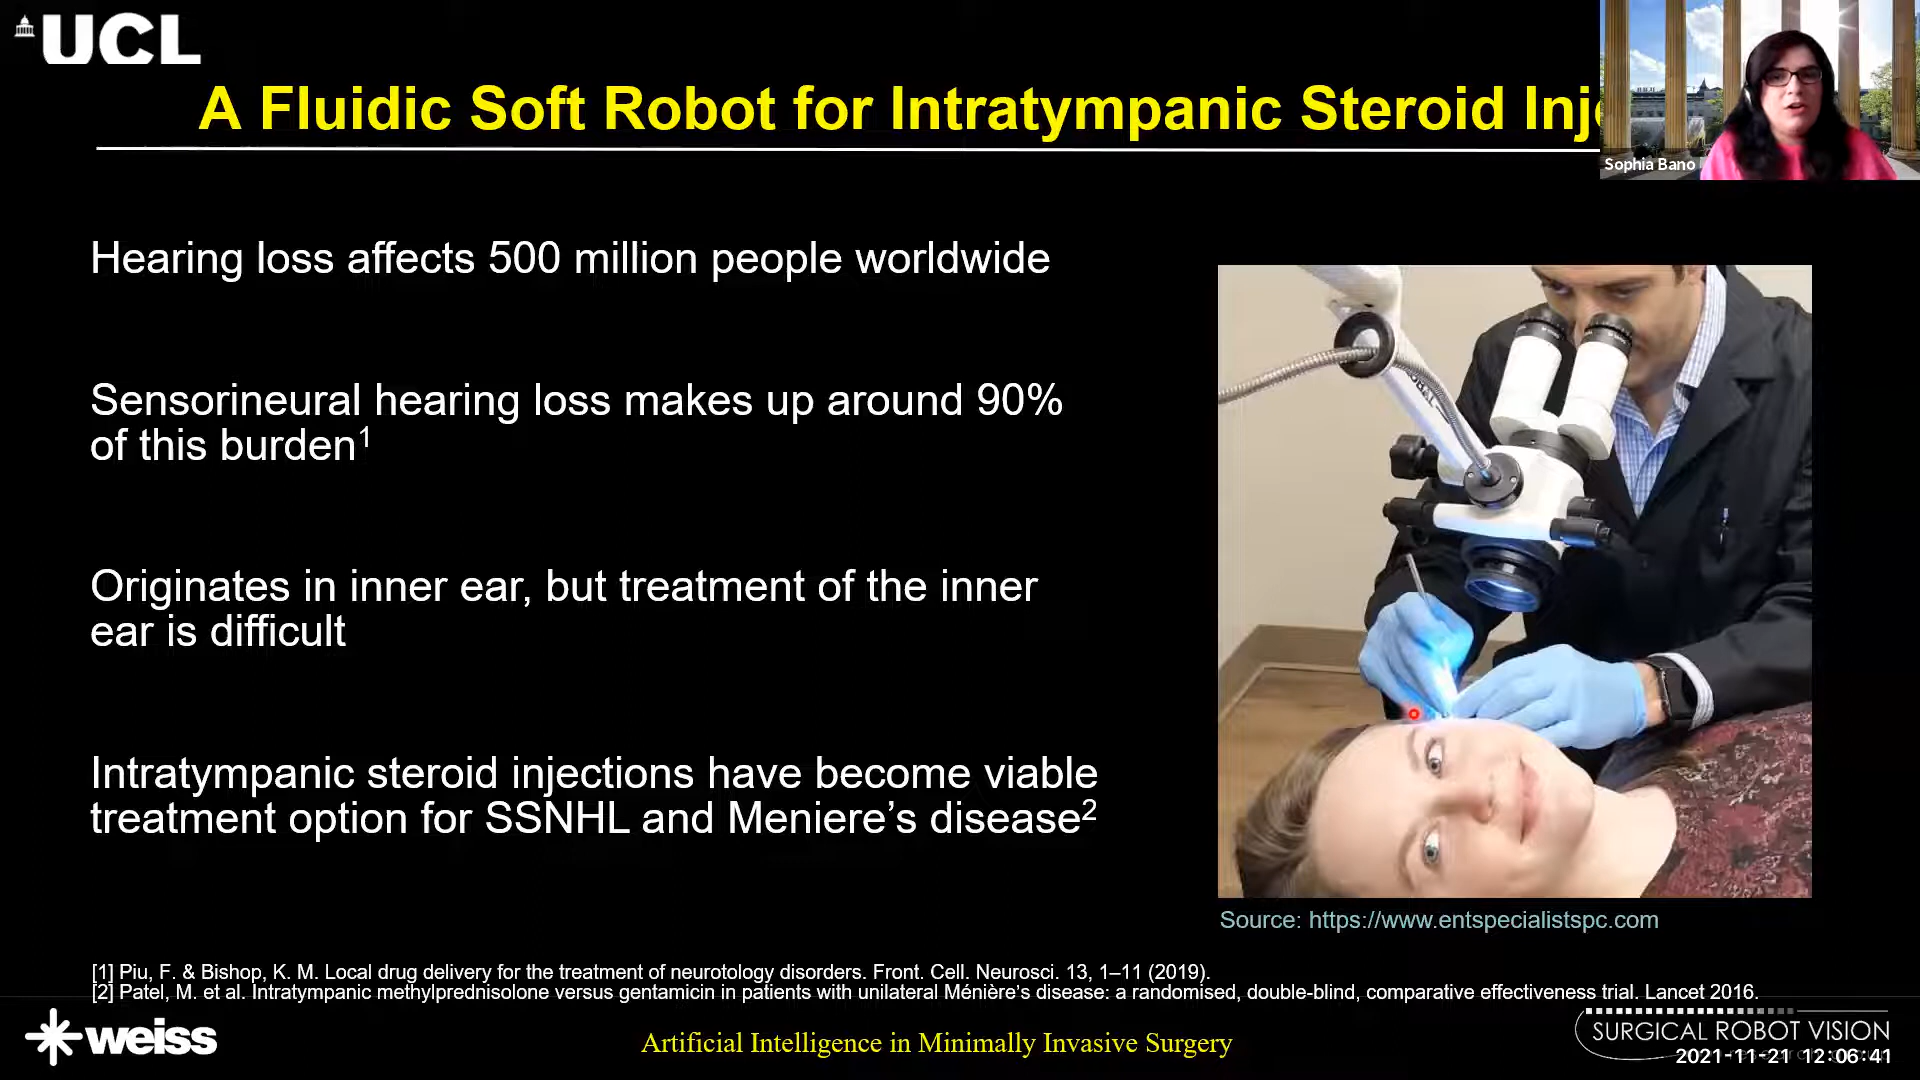 UCL
A Fluidic Soft Robot for Intratympanic Steroid Inj
Sophia Bano
Hearing loss affects 500 million people worldwide
Sensorineural hearing loss makes up around 90%
of this burden1
Originates in inner ear, but treatment of the inner
ear is difficult
Intratympanic steroid injections have become viable
treatment option for SSNHL and Meniere’s disease2
Source: https://www.entspecialistspc.com
[1] Piu, F. & Bishop, K. M. Local drug delivery for the treatment of neurotology disorders. Front. Cell. Neurosci. 13, 1–11 (2019).
[2] Patel, M. et al. Intratympanic methylprednisolone versus gentamicin in patients with unilateral Ménière’s disease: a randomised, double-blind, comparative effectiveness trial. Lancet 2016.
weiss
Artificial Intelligence in Minimally Invasive Surgery
SURGICAL ROBOT VISION
2021-11-21 12:06:41